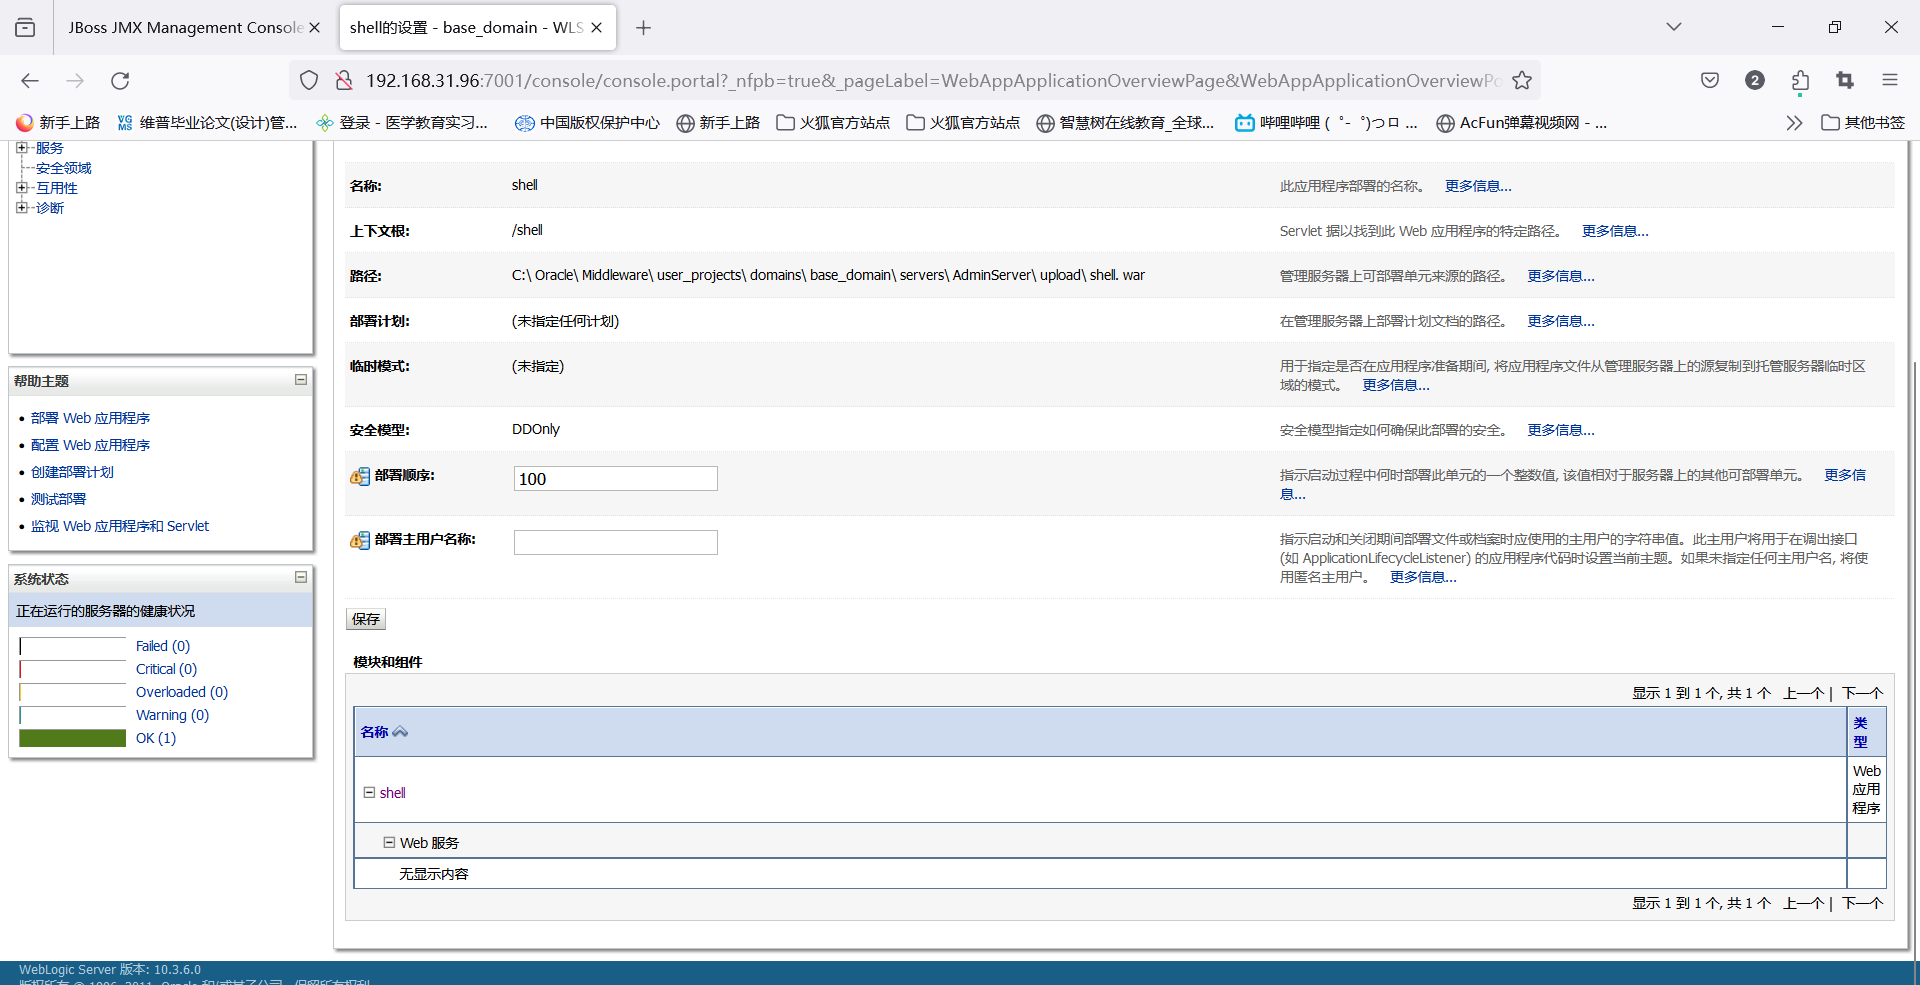 JBoss JMX Management Console
shell的设置 - base_domain - WLS
192.168.31.96:7001/console/console.portal?_nfpb=true&_pageLabel=WebAppApplicationOverviewPage&WebAppApplicationOverviewPo
2
新手上路
维普毕业论文(设计)管...
登录 - 医学教育实习...
中国版权保护中心
新手上路
火狐官方站点
火狐官方站点
智慧树在线教育_全球...
哔哩哔哩 ( ゜- ゜)つロ ...
AcFun弹幕视频网 - ...
其他书签
服务
安全领域
互用性
诊断
帮助主题
部署 Web 应用程序
配置 Web 应用程序
创建部署计划
测试部署
监视 Web 应用程序和 Servlet
系统状态
正在运行的服务器的健康状况
Failed (0)
Critical (0)
Overloaded (0)
Warning (0)
OK (1)
名称: shell 此应用程序部署的名称。 更多信息...
上下文根: /shell Servlet 据以找到此 Web 应用程序的特定路径。 更多信息...
路径: C:\ Oracle\ Middleware\ user_projects\ domains\ base_domain\ servers\ AdminServer\ upload\ shell. war 管理服务器上可部署单元来源的路径。 更多信息...
部署计划: (未指定任何计划) 在管理服务器上部署计划文档的路径。 更多信息...
临时模式: (未指定) 用于指定是否在应用程序准备期间, 将应用程序文件从管理服务器上的源复制到托管服务器临时区
域的模式。 更多信息...
安全模型: DDOnly 安全模型指定如何确保此部署的安全。 更多信息...
部署顺序: 100 指示启动过程中何时部署此单元的一个整数值, 该值相对于服务器上的其他可部署单元。 更多信
息...
部署主用户名称: 指示启动和关闭期间部署文件或档案时应使用的主用户的字符串值。此主用户将用于在调出接口
(如 ApplicationLifecycleListener) 的应用程序代码时设置当前主题。如果未指定任何主用户名, 将使
用匿名主用户。 更多信息...
保存
模块和组件
显示 1 到 1 个, 共 1 个 上一个 | 下一个
名称 类
型
shell Web
应用
程序
Web 服务
无显示内容
显示 1 到 1 个, 共 1 个 上一个 | 下一个
WebLogic Server 版本: 10.3.6.0